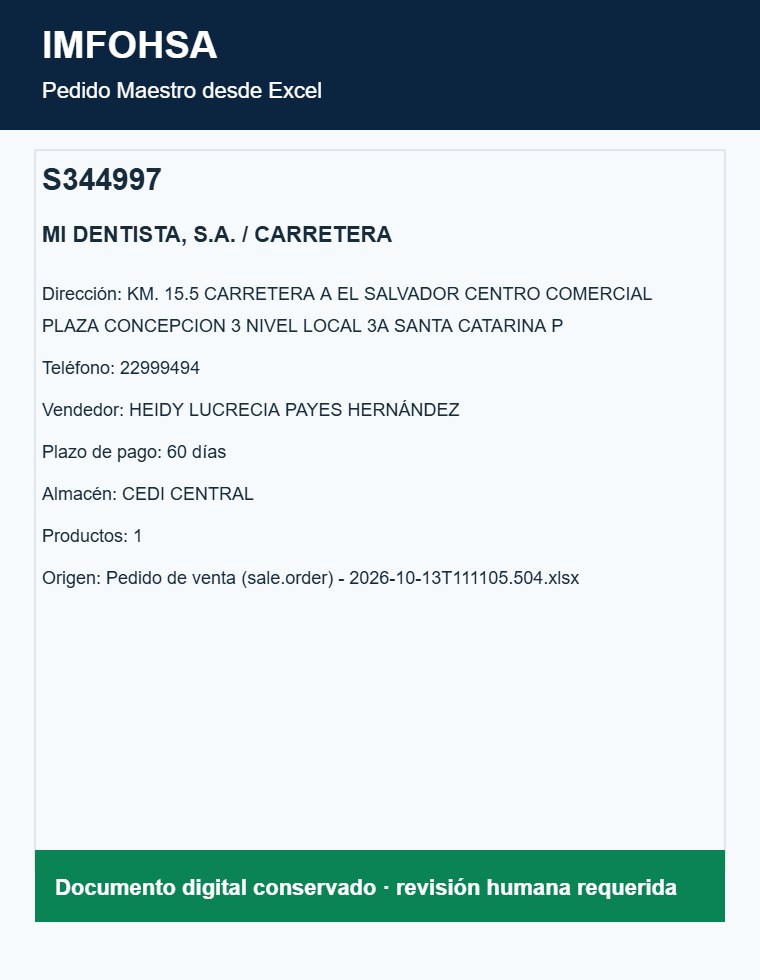 IMFOHSA
Pedido Maestro desde Excel
S344997
MI DENTISTA, S.A. / CARRETERA
Dirección: KM. 15.5 CARRETERA A EL SALVADOR CENTRO COMERCIAL
PLAZA CONCEPCION 3 NIVEL LOCAL 3A SANTA CATARINA P
Teléfono: 22999494
Vendedor: HEIDY LUCRECIA PAYES HERNÁNDEZ
Plazo de pago: 60 días
Almacén: CEDI CENTRAL
Productos: 1
Origen: Pedido de venta (sale.order) - 2026-10-13T111105.504.xlsx
Documento digital conservado · revisión humana requerida